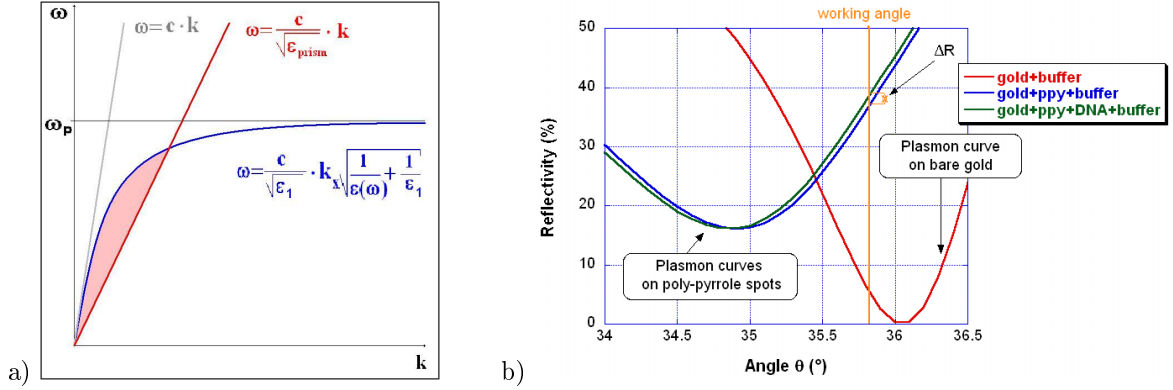 ω
ω=c·k
ω=c/√ε_prism·k
ω_p
ω=c/√ε_1·k_x√(1/ε(ω)+1/ε_1)
k
a)
working angle
50
40
30
20
10
0
Reflectivity (%)
ΔR
gold+buffer
gold+ppy+buffer
gold+ppy+DNA+buffer
Plasmon curve
on bare gold
Plasmon curves
on poly-pyrrole spots
34
34.5
35
35.5
36
36.5
Angle θ (°)
b)